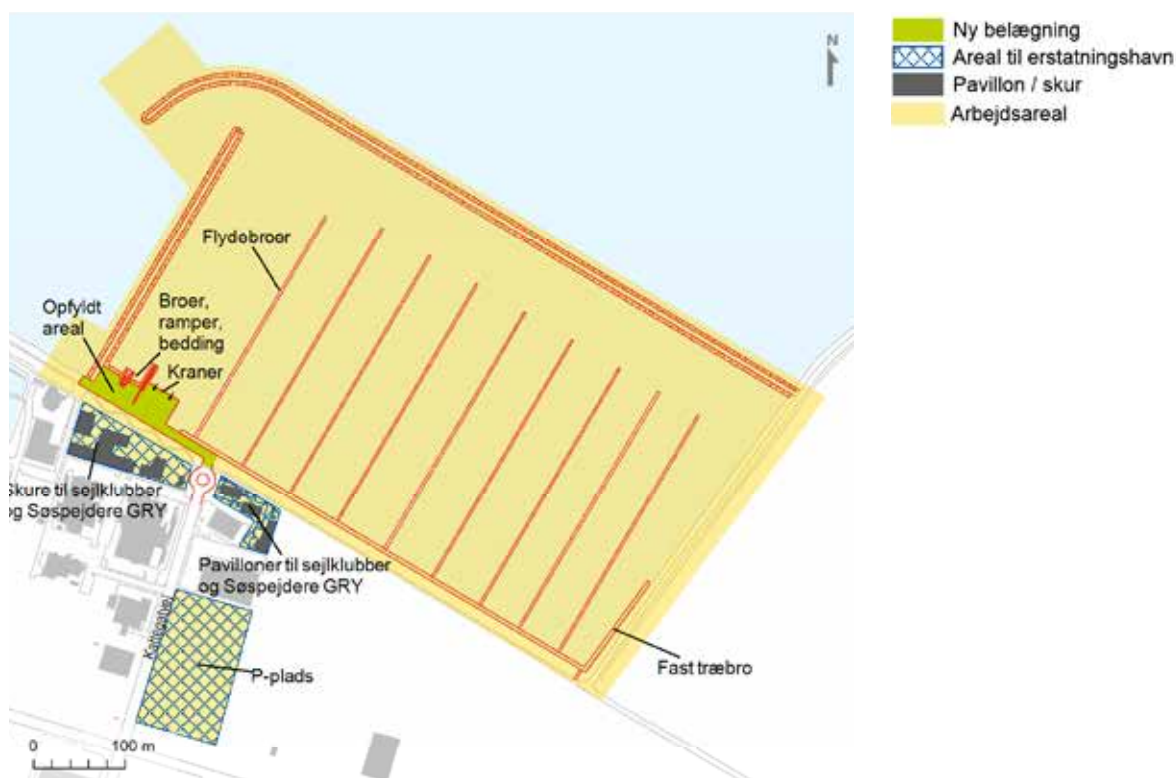 N
Ny belægning
Areal til erstatningshavn
Pavillon / skur
Arbejdsareal
Flydebroer
Opfyldt
areal
Broer,
ramper,
bedding
Kraner
Skure til sejlklubber
og Søspejdere GRY
Pavilloner til sejlklubber
og Søspejdere GRY
P-plads
Fast træbro
0 100 m